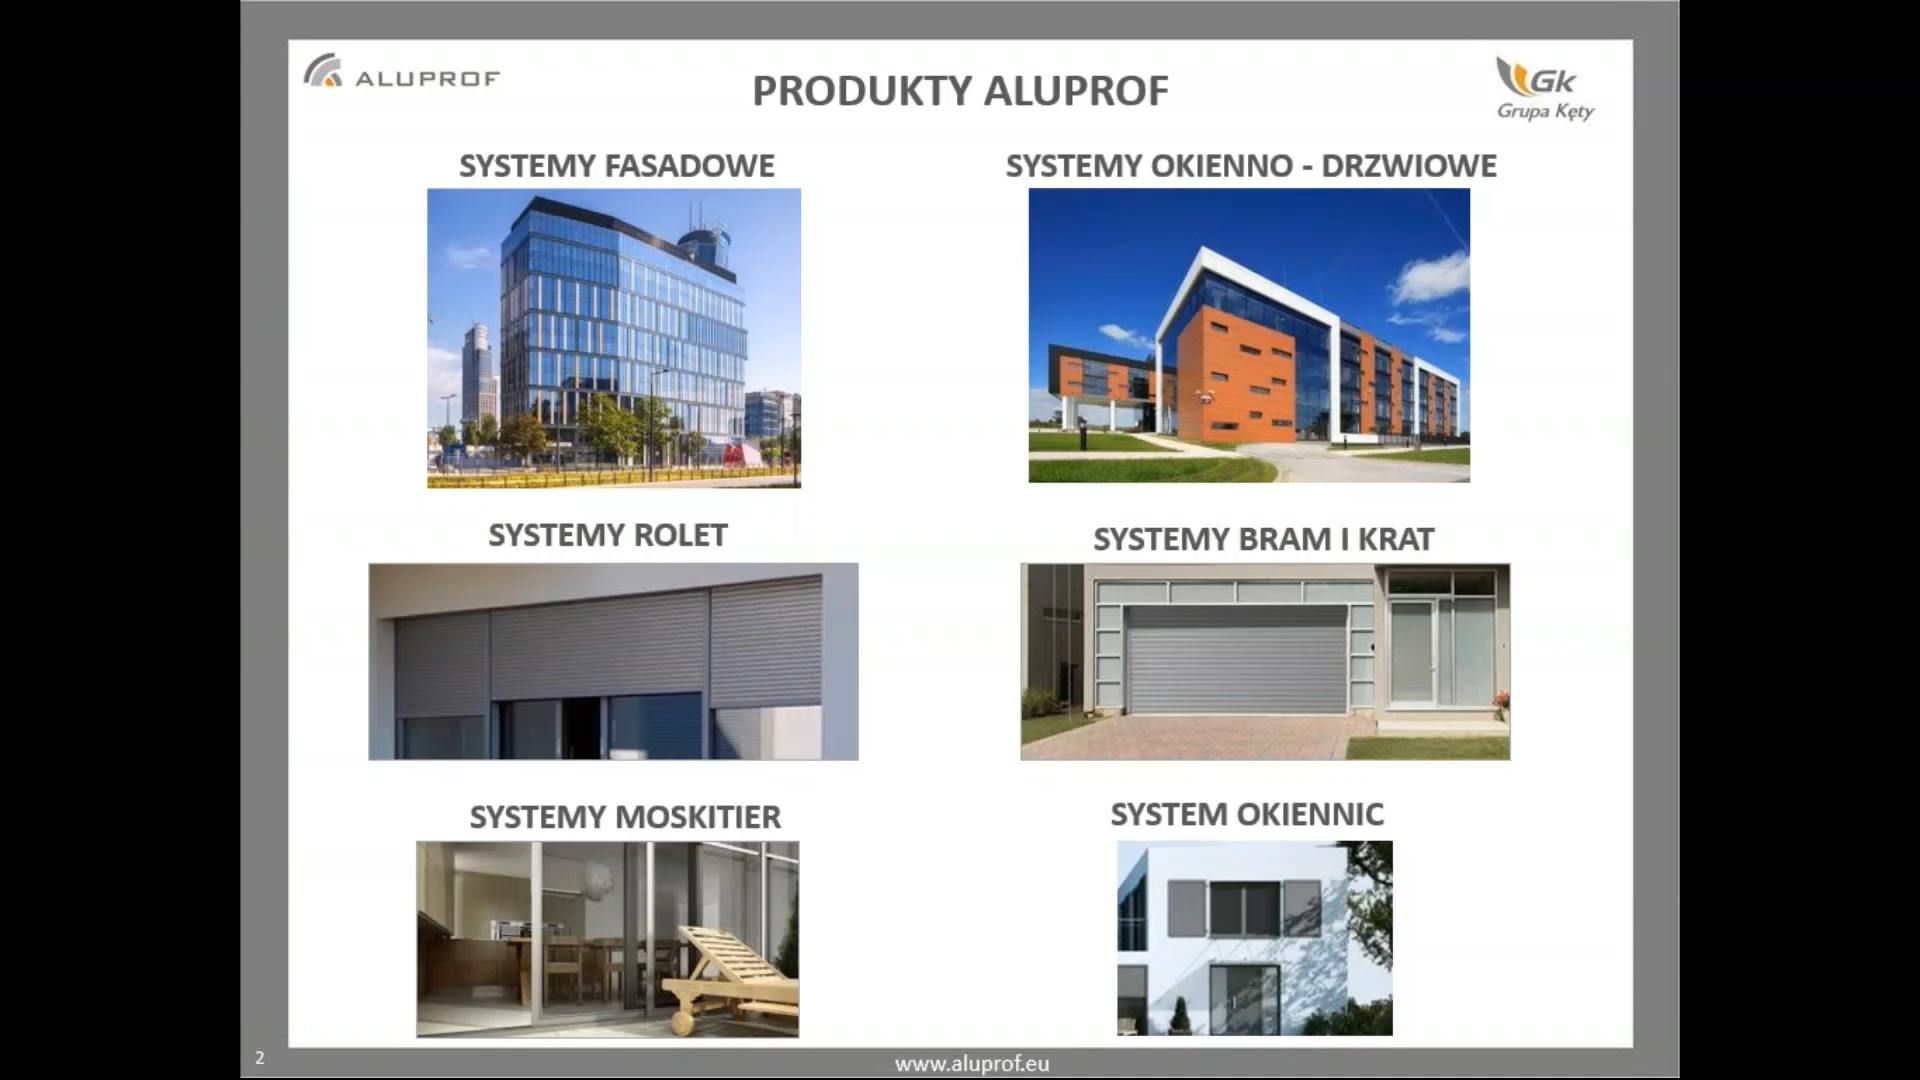 ALUPROF
PRODUKTY ALUPROF
Gk
Grupa Kęty
SYSTEMY FASADOWE
SYSTEMY OKIENNO - DRZWIOWE
SYSTEMY ROLET
SYSTEMY BRAM I KRAT
SYSTEMY MOSKITIER
SYSTEM OKIENNIC
2
www.aluprof.eu